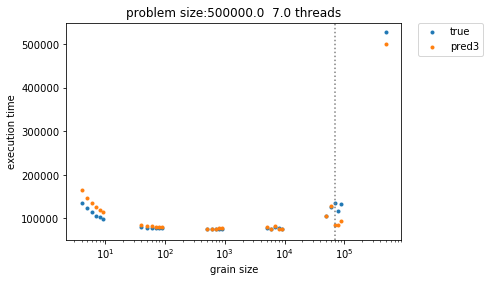 problem size:500000.0  7.0 threads
true
pred3
500000
400000
300000
200000
100000
execution time
10^1
10^2
10^3
10^4
10^5
grain size